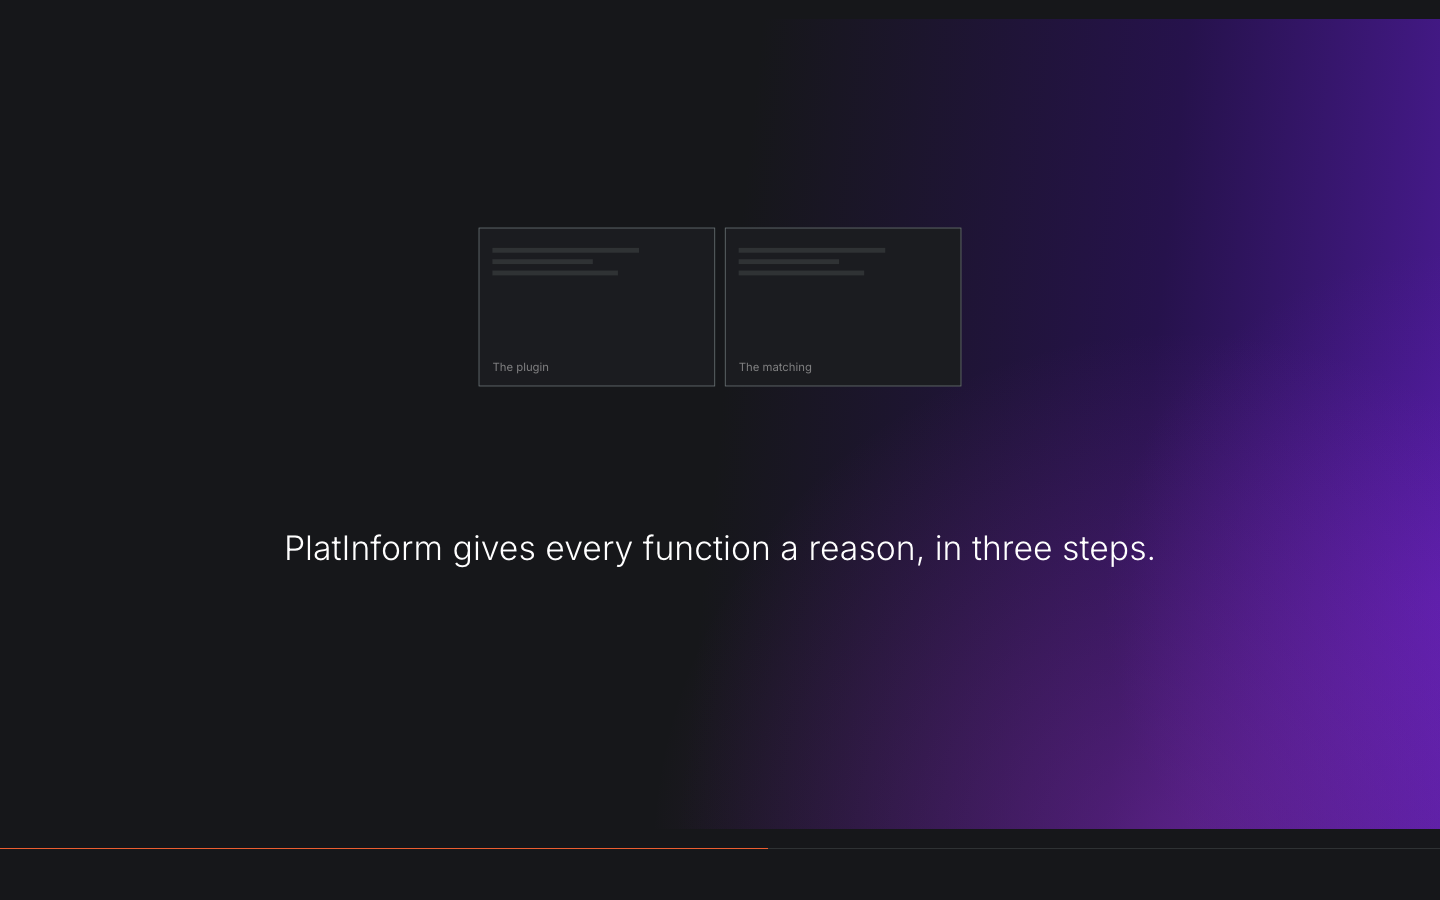 The plugin
The matching
PlatInform gives every function a reason, in three steps.